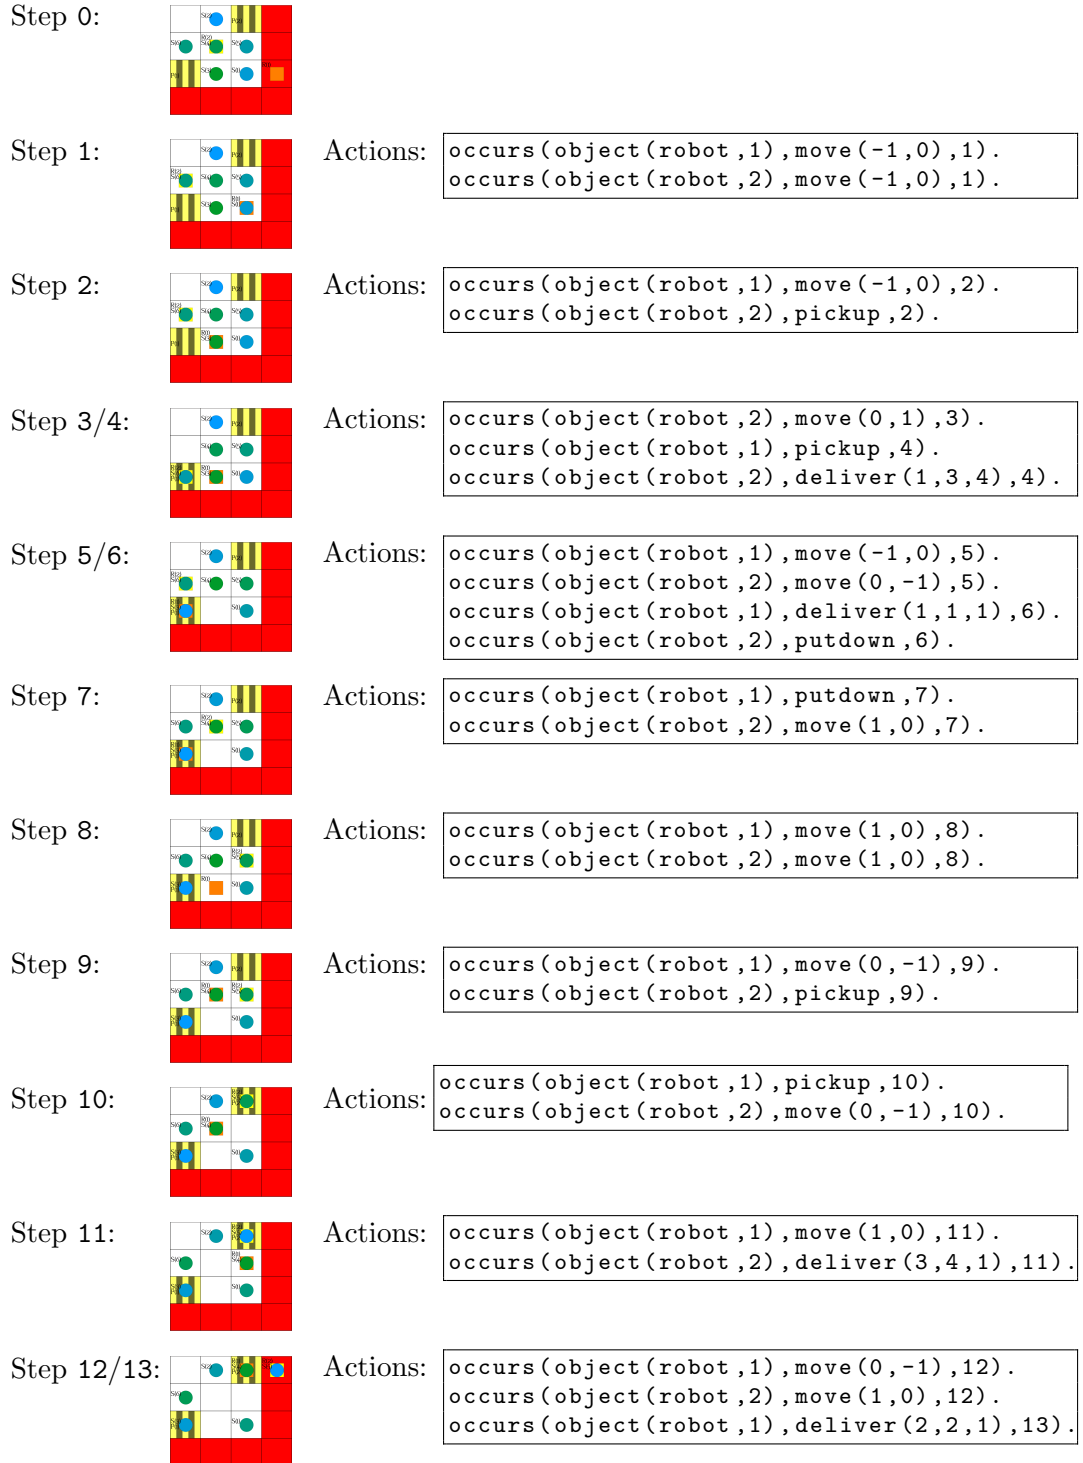 Step 0:
Step 1:
Actions:
occurs(object(robot,1),move(-1,0),1).
occurs(object(robot,2),move(-1,0),1).
Step 2:
Actions:
occurs(object(robot,1),move(-1,0),2).
occurs(object(robot,2),pickup,2).
Step 3/4:
Actions:
occurs(object(robot,2),move(0,1),3).
occurs(object(robot,1),pickup,4).
occurs(object(robot,2),deliver(1,3,4),4).
Step 5/6:
Actions:
occurs(object(robot,1),move(-1,0),5).
occurs(object(robot,2),move(0,-1),5).
occurs(object(robot,1),deliver(1,1,1),6).
occurs(object(robot,2),putdown,6).
Step 7:
Actions:
occurs(object(robot,1),putdown,7).
occurs(object(robot,2),move(1,0),7).
Step 8:
Actions:
occurs(object(robot,1),move(1,0),8).
occurs(object(robot,2),move(1,0),8).
Step 9:
Actions:
occurs(object(robot,1),move(0,-1),9).
occurs(object(robot,2),pickup,9).
Step 10:
Actions:
occurs(object(robot,1),pickup,10).
occurs(object(robot,2),move(0,-1),10).
Step 11:
Actions:
occurs(object(robot,1),move(1,0),11).
occurs(object(robot,2),deliver(3,4,1),11).
Step 12/13:
Actions:
occurs(object(robot,1),move(0,-1),12).
occurs(object(robot,2),move(1,0),12).
occurs(object(robot,1),deliver(2,2,1),13).